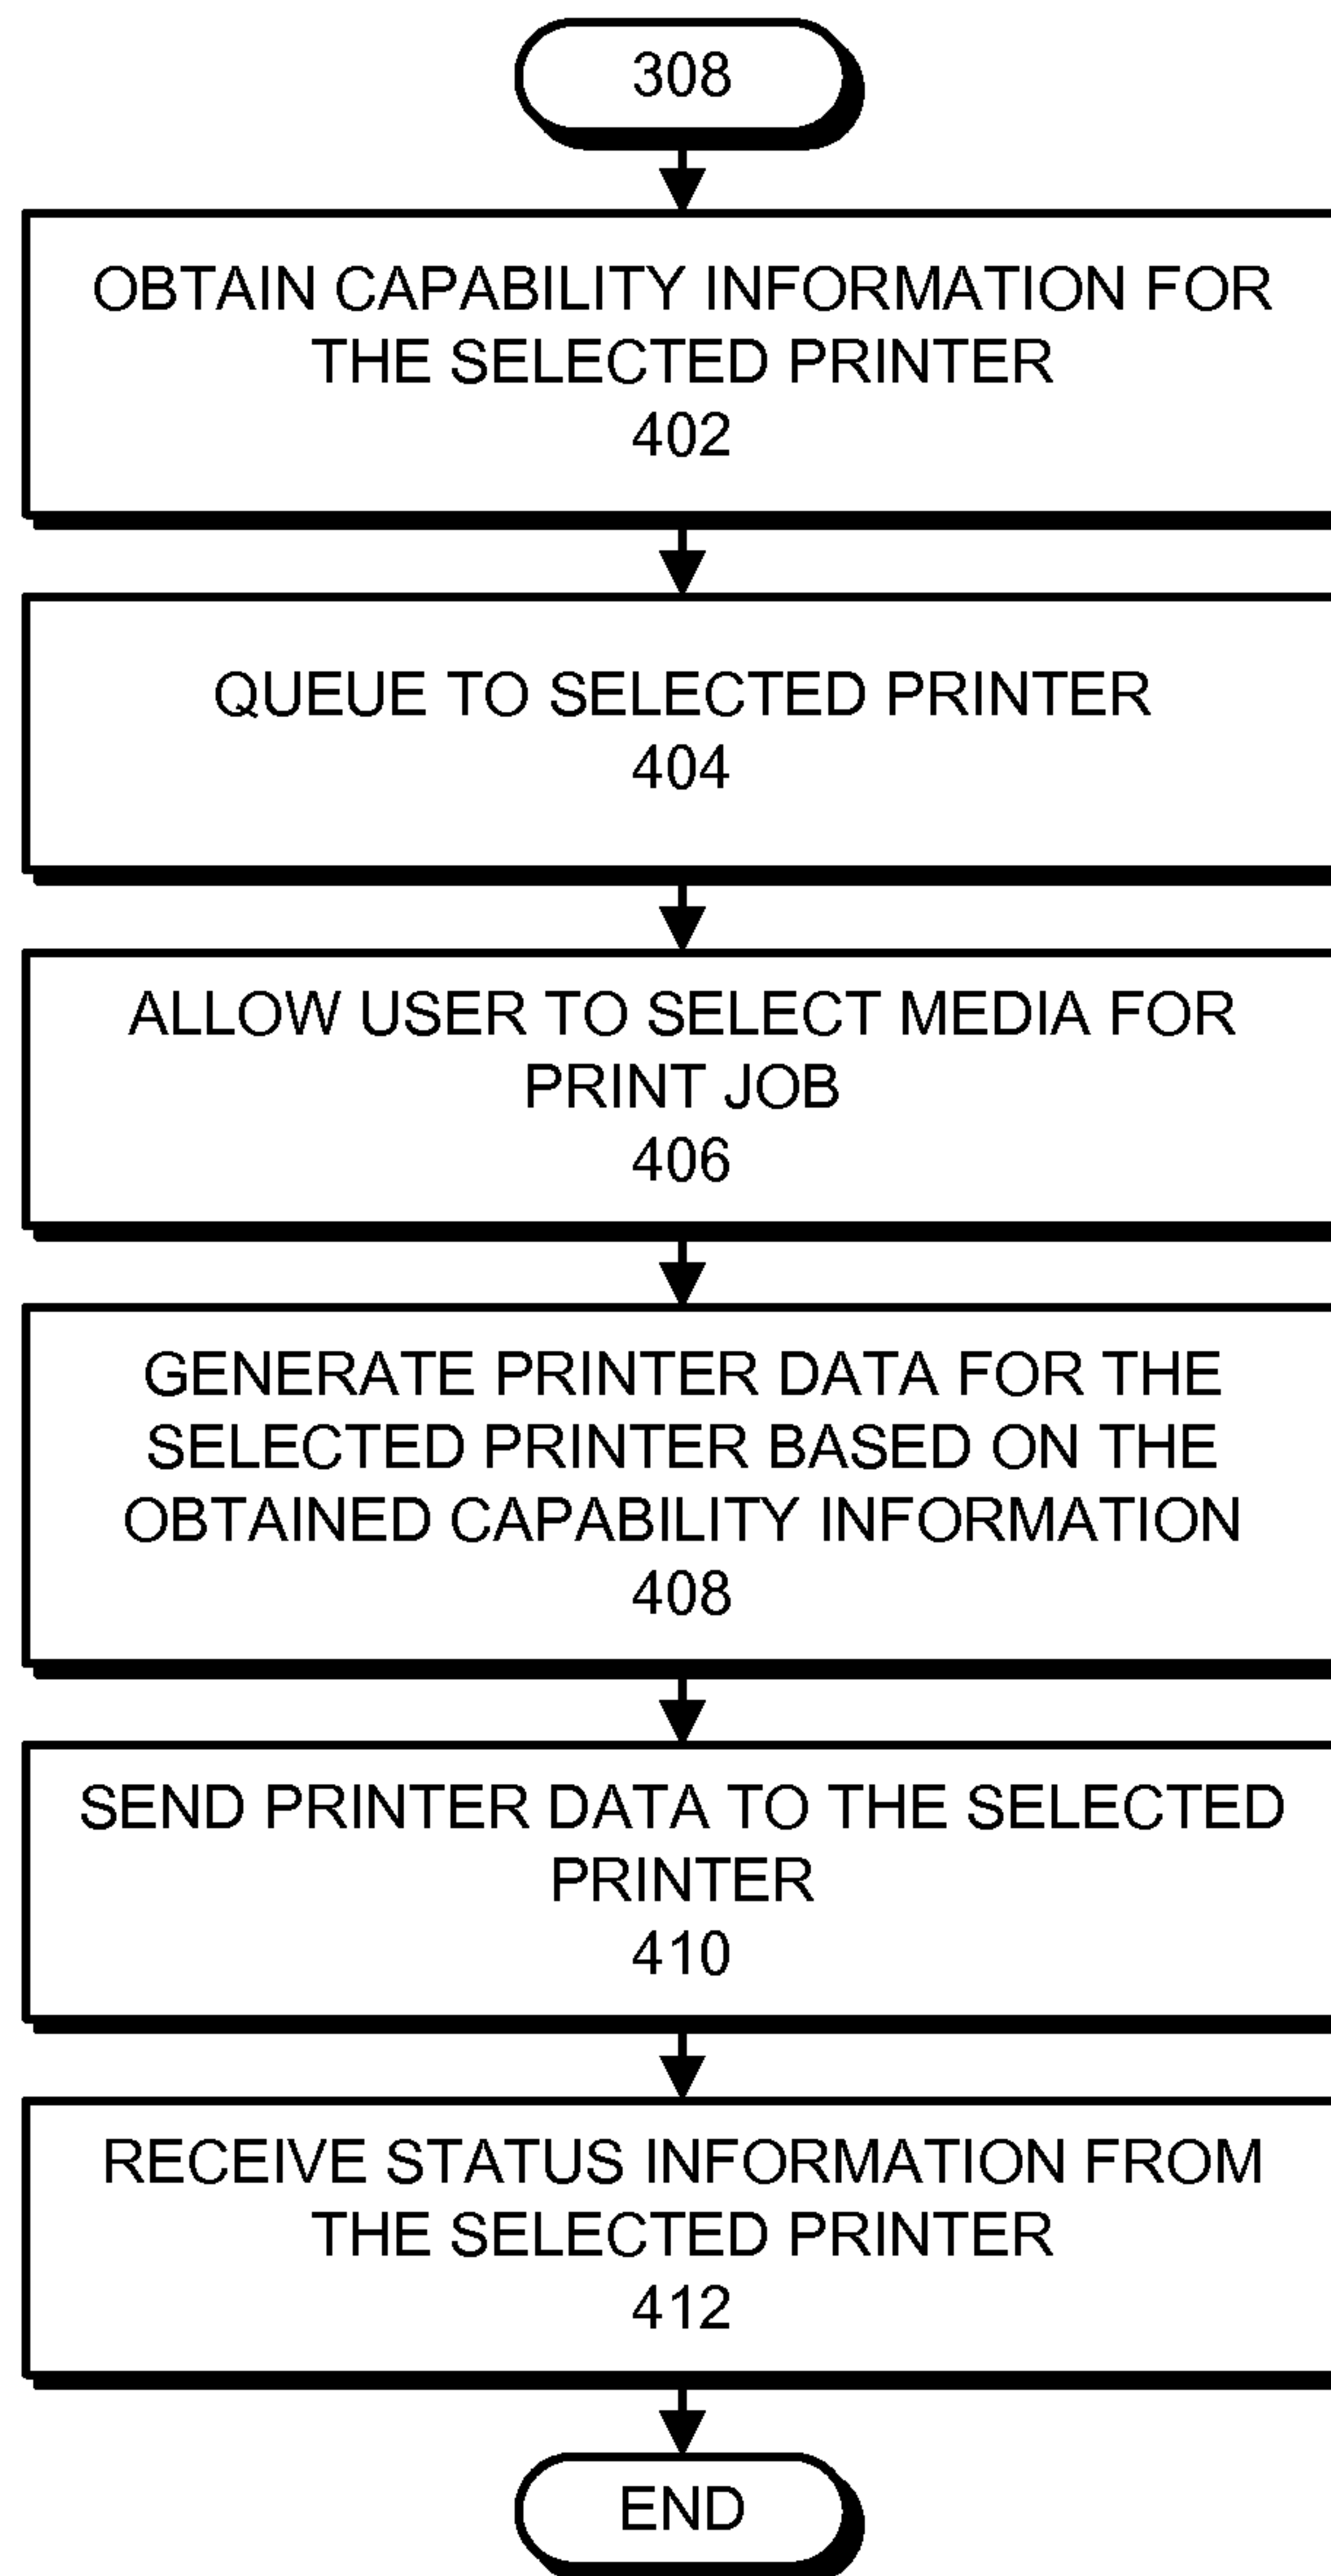 308
OBTAIN CAPABILITY INFORMATION FOR
THE SELECTED PRINTER
402
QUEUE TO SELECTED PRINTER
404
ALLOW USER TO SELECT MEDIA FOR
PRINT JOB
406
GENERATE PRINTER DATA FOR THE
SELECTED PRINTER BASED ON THE
OBTAINED CAPABILITY INFORMATION
408
SEND PRINTER DATA TO THE SELECTED
PRINTER
410
RECEIVE STATUS INFORMATION FROM
THE SELECTED PRINTER
412
END